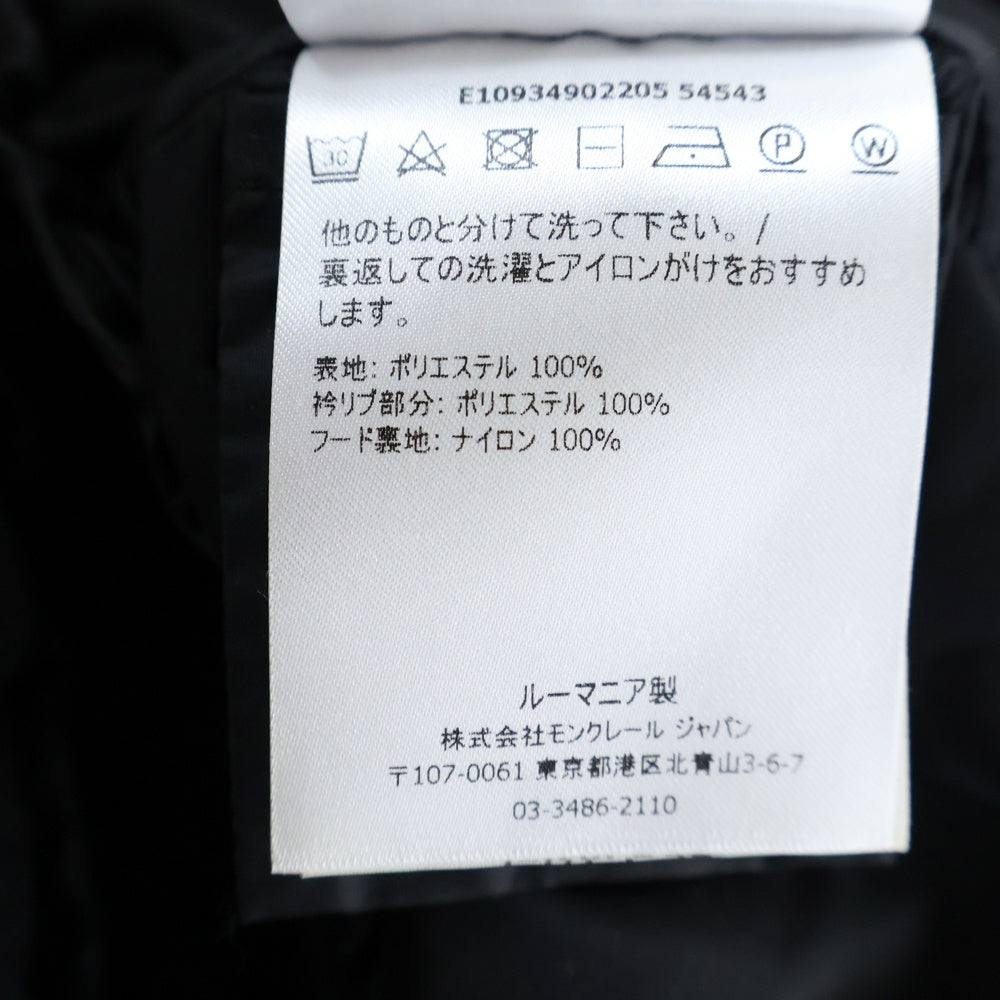 E10934902205 54543
30
P
W
他のものと分けて洗って下さい。/
裏返しての洗濯とアイロンがけをおすすめ
します。
表地: ポリエステル 100%
衿リブ部分: ポリエステル 100%
フード裏地: ナイロン 100%
ルーマニア製
株式会社モンクレール ジャパン
〒107-0061 東京都港区北青山3-6-7
03-3486-2110